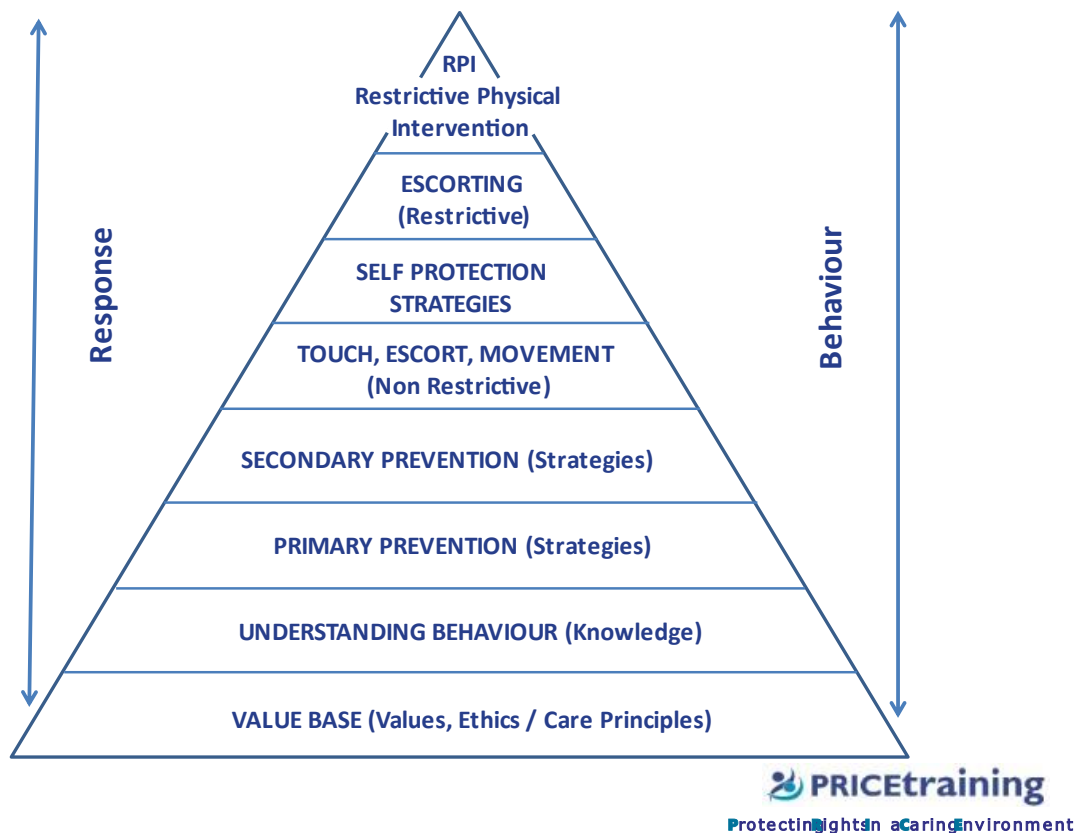 RPI
Restrictive Physical
Intervention
ESCORTING
(Restrictive)
SELF PROTECTION
STRATEGIES
TOUCH, ESCORT, MOVEMENT
(Non Restrictive)
SECONDARY PREVENTION (Strategies)
PRIMARY PREVENTION (Strategies)
UNDERSTANDING BEHAVIOUR (Knowledge)
VALUE BASE (Values, Ethics / Care Principles)
Response
Behaviour
PRICEtraining
Protecting Rights In a Caring Environment